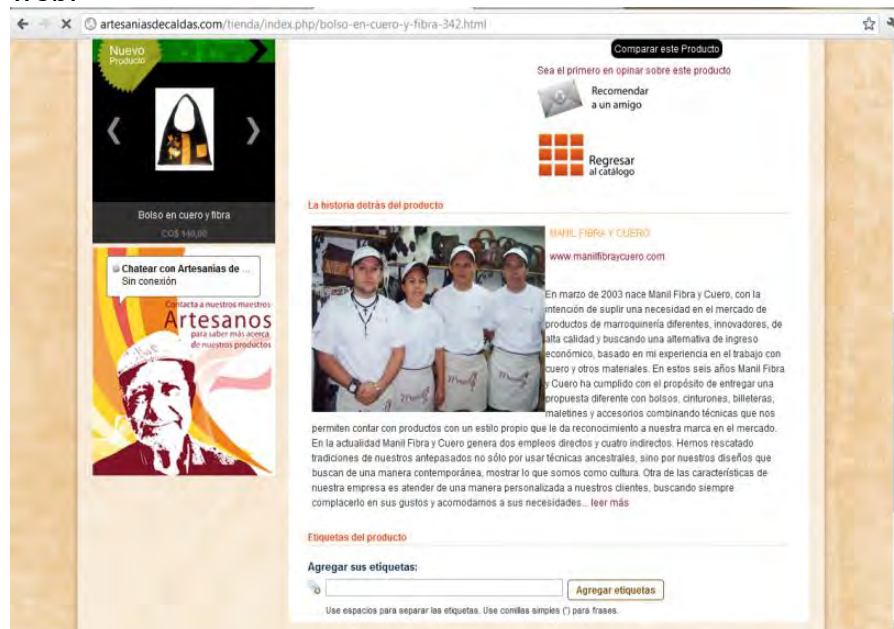 artesaniasdecaldas.com/tienda/index.php/bolso-en-cuero-y-fibra-342.html
Nuevo
Producto
Bolso en cuero y fibra
CO$ 140,00
Chatear con Artesanías de ...
Sin conexión
Contacta a nuestros maestros
Artesanos
para saber más acerca
de nuestros productos
Comparar este Producto
Sea el primero en opinar sobre este producto
Recomendar
a un amigo
Regresar
al catálogo
La historia detrás del producto
MANIL FIBRA Y CUERO
www.manilfibraycuero.com
En marzo de 2003 nace Manil Fibra y Cuero, con la
intención de suplir una necesidad en el mercado de
productos de marroquinería diferentes, innovadores, de
alta calidad y buscando una alternativa de ingreso
económico, basado en mi experiencia en el trabajo con
cuero y otros materiales. En estos seis años Manil Fibra
y Cuero ha cumplido con el propósito de entregar una
propuesta diferente con bolsos, cinturones, billeteras,
maletines y accesorios combinando técnicas que nos
permiten contar con productos con un estilo propio que le da reconocimiento a nuestra marca en el mercado.
En la actualidad Manil Fibra y Cuero genera dos empleos directos y cuatro indirectos. Hemos rescatado
tradiciones de nuestros antepasados no sólo por usar técnicas ancestrales, sino por nuestros diseños que
buscan de una manera contemporánea, mostrar lo que somos como cultura. Otra de las características de
nuestra empresa es atender de una manera personalizada a nuestros clientes, buscando siempre
complacerlo en sus gustos y acomodarnos a sus necesidades... leer más
Etiquetas del producto
Agregar sus etiquetas:
Agregar etiquetas
Use espacios para separar las etiquetas. Use comillas simples (') para frases.